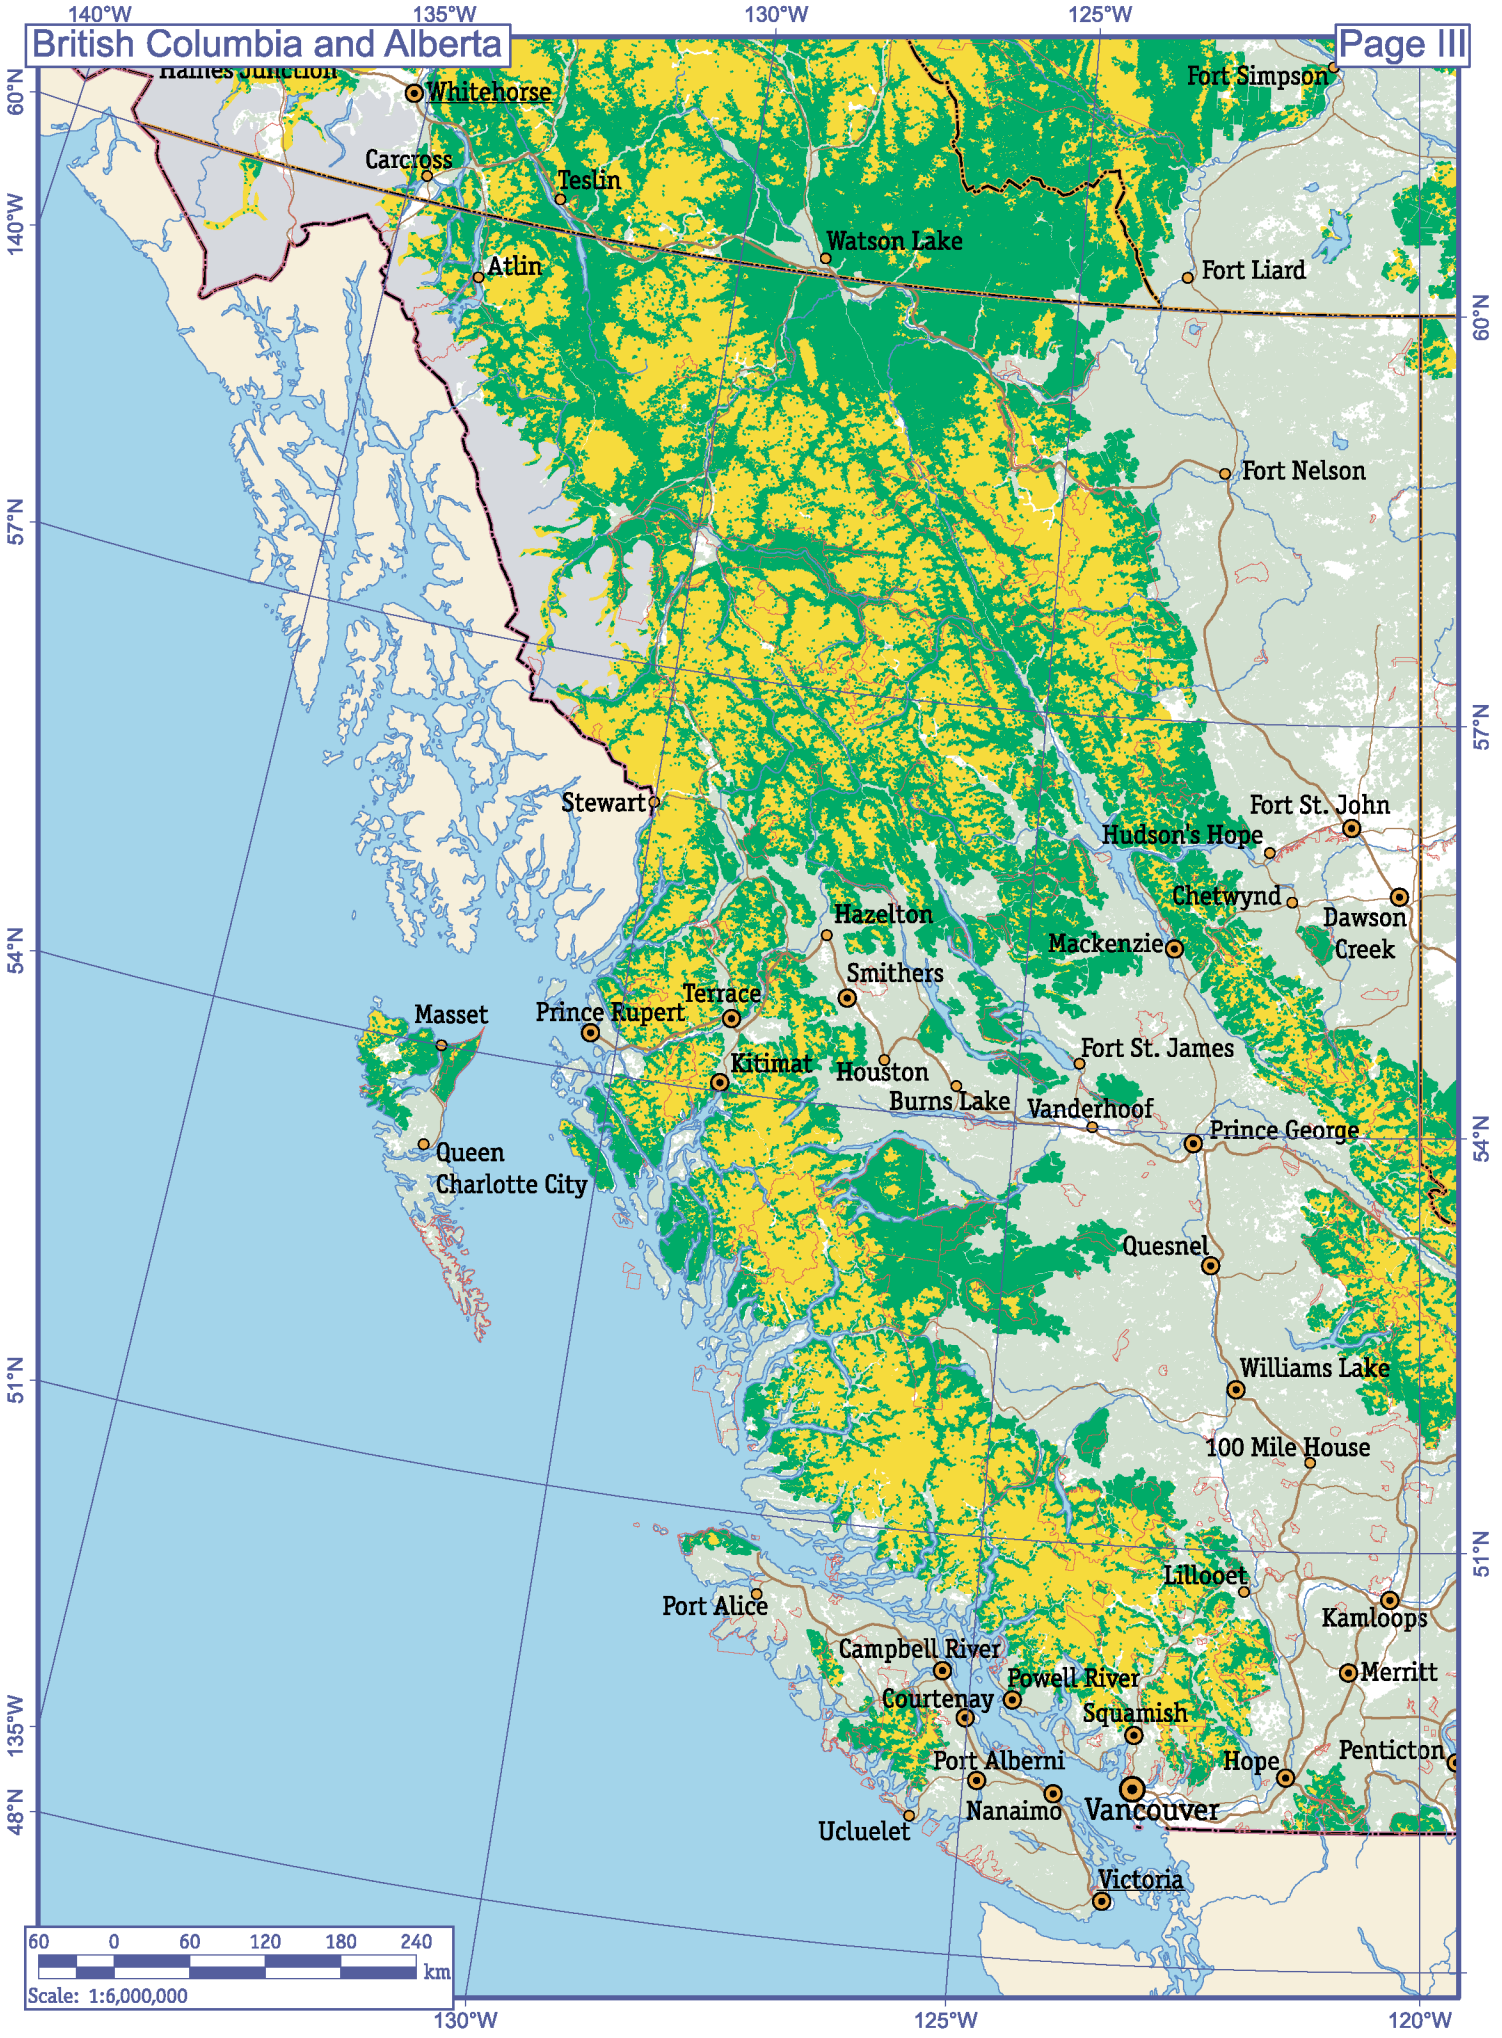 140°W 135°W 130°W 125°W
British Columbia and Alberta
Page III
60°N
140°W
57°N
54°N
51°N
135°W
48°N
60°N
57°N
54°N
51°N
Haines Junction
Whitehorse
Fort Simpson
Carcross
Teslin
Watson Lake
Atlin
Fort Liard
Fort Nelson
Stewart
Fort St. John
Hudson's Hope
Chetwynd
Dawson
Creek
Hazelton
Mackenzie
Smithers
Terrace
Prince Rupert
Masset
Kitimat
Houston
Fort St. James
Burns Lake
Vanderhoof
Prince George
Queen
Charlotte City
Quesnel
Williams Lake
100 Mile House
Lillooet
Port Alice
Kamloops
Campbell River
Powell River
Merritt
Courtenay
Squamish
Port Alberni
Hope
Penticton
Nanaimo
Vancouver
Ucluelet
Victoria
60 0 60 120 180 240
km
Scale: 1:6,000,000
130°W 125°W 120°W